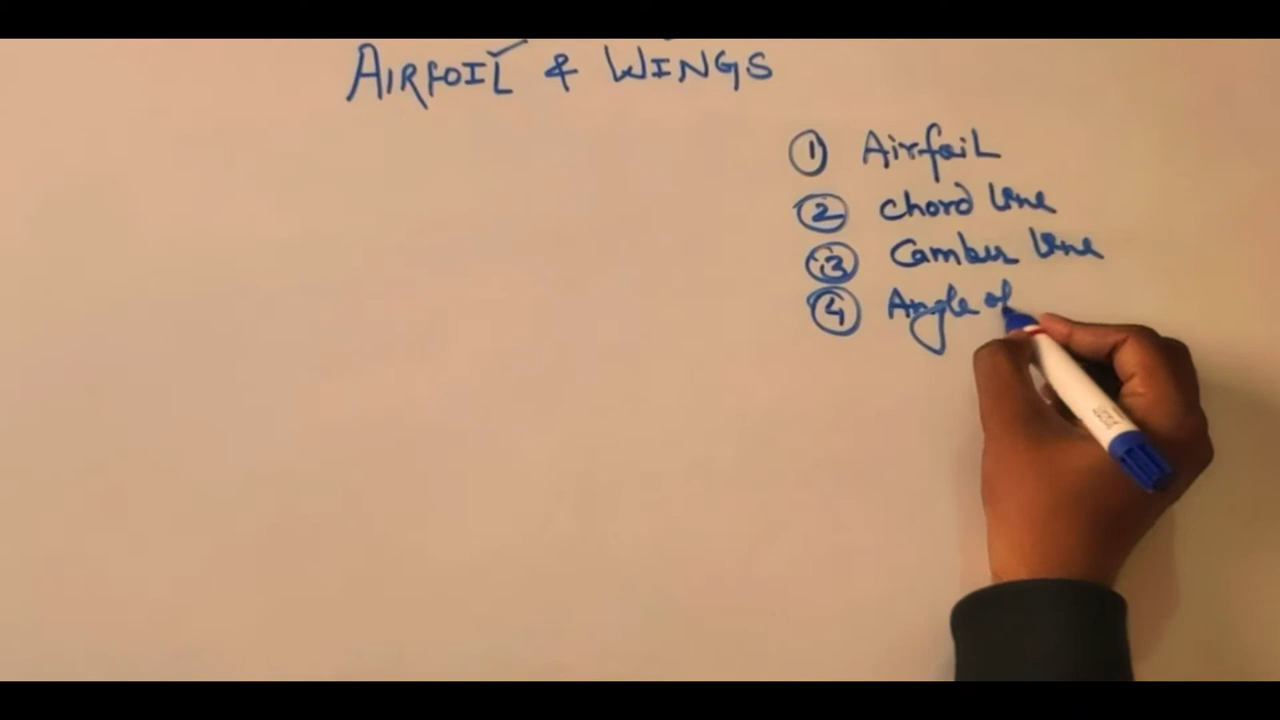 AIRFOIL & WINGS
① Airfoil
② Chord line
③ Camber line
④ Angle of